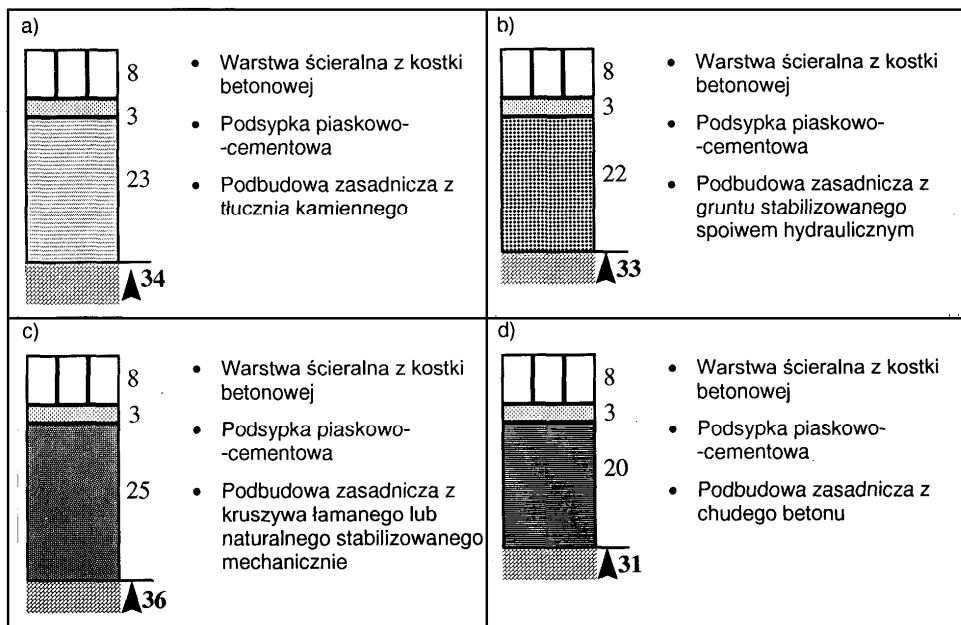 a)
8
3
23
34
• Warstwa ścieralna z kostki
betonowej
• Podsypka piaskowo-
-cementowa
• Podbudowa zasadnicza z
tłucznia kamiennego
b)
8
3
22
33
• Warstwa ścieralna z kostki
betonowej
• Podsypka piaskowo-
-cementowa
• Podbudowa zasadnicza z
gruntu stabilizowanego
spoiwem hydraulicznym
c)
8
3
25
36
• Warstwa ścieralna z kostki
betonowej
• Podsypka piaskowo-
-cementowa
• Podbudowa zasadnicza z
kruszywa łamanego lub
naturalnego stabilizowanego
mechanicznie
d)
8
3
20
31
• Warstwa ścieralna z kostki
betonowej
• Podsypka piaskowo-
-cementowa
• Podbudowa zasadnicza z
chudego betonu